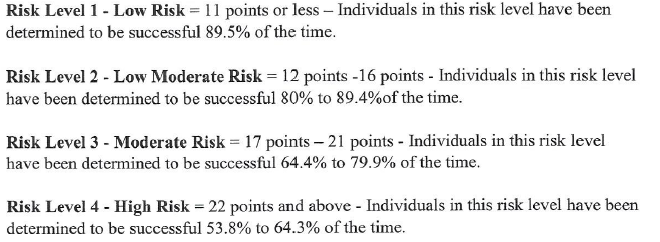 Risk Level 1 - Low Risk = 11 points or less – Individuals in this risk level have been
determined to be successful 89.5% of the time.
Risk Level 2 - Low Moderate Risk = 12 points -16 points - Individuals in this risk level
have been determined to be successful 80% to 89.4%of the time.
Risk Level 3 - Moderate Risk = 17 points – 21 points - Individuals in this risk level
have been determined to be successful 64.4% to 79.9% of the time.
Risk Level 4 - High Risk = 22 points and above - Individuals in this risk level have been
determined to be successful 53.8% to 64.3% of the time.